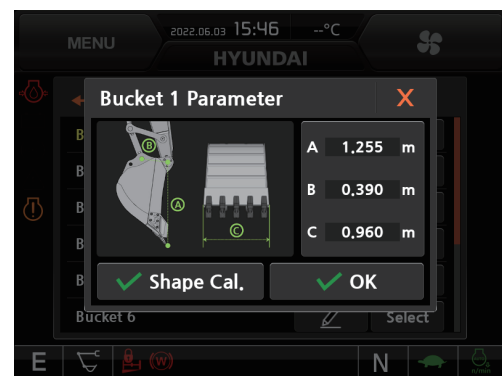 MENU
2022.06.03 15:46 --°C
HYUNDAI
Bucket 1 Parameter X
B
A
C
A 1.255 m
B 0.390 m
C 0.960 m
B
B
B
B
B
Shape Cal.
OK
Bucket 6
Select
E
C
(W)
N
n/min